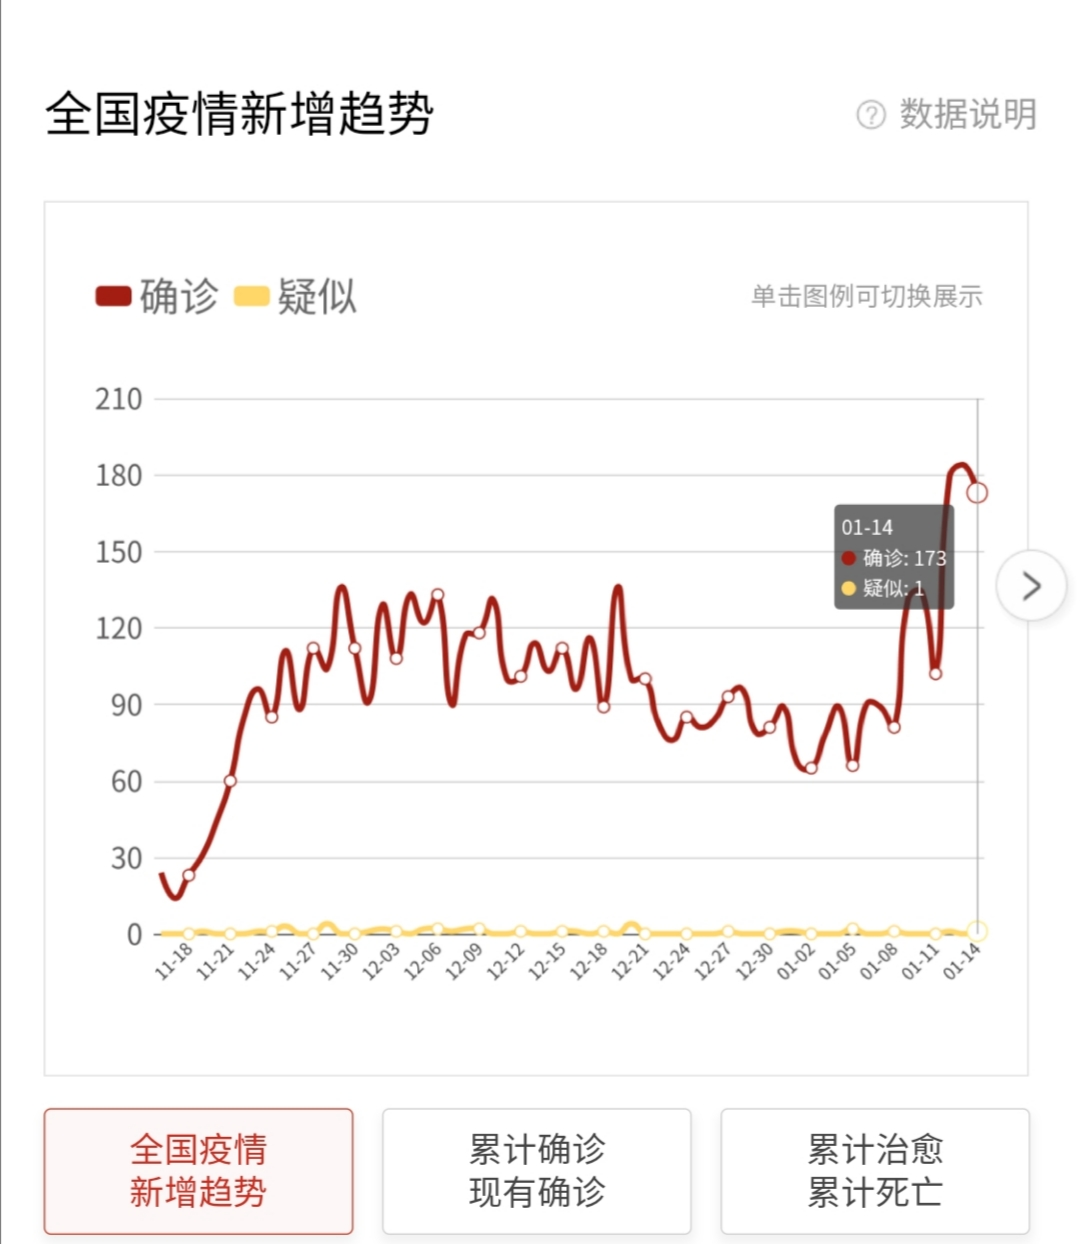 全国疫情新增趋势
数据说明
确诊 疑似
单击图例可切换展示
210
180
150
120
90
60
30
0
01-14
确诊: 173
疑似: 1
11-18 11-21 11-24 11-27 11-30 12-03 12-06 12-09 12-12 12-15 12-18 12-21 12-24 12-27 12-30 01-02 01-05 01-08 01-11 01-14
全国疫情
新增趋势
累计确诊
现有确诊
累计治愈
累计死亡